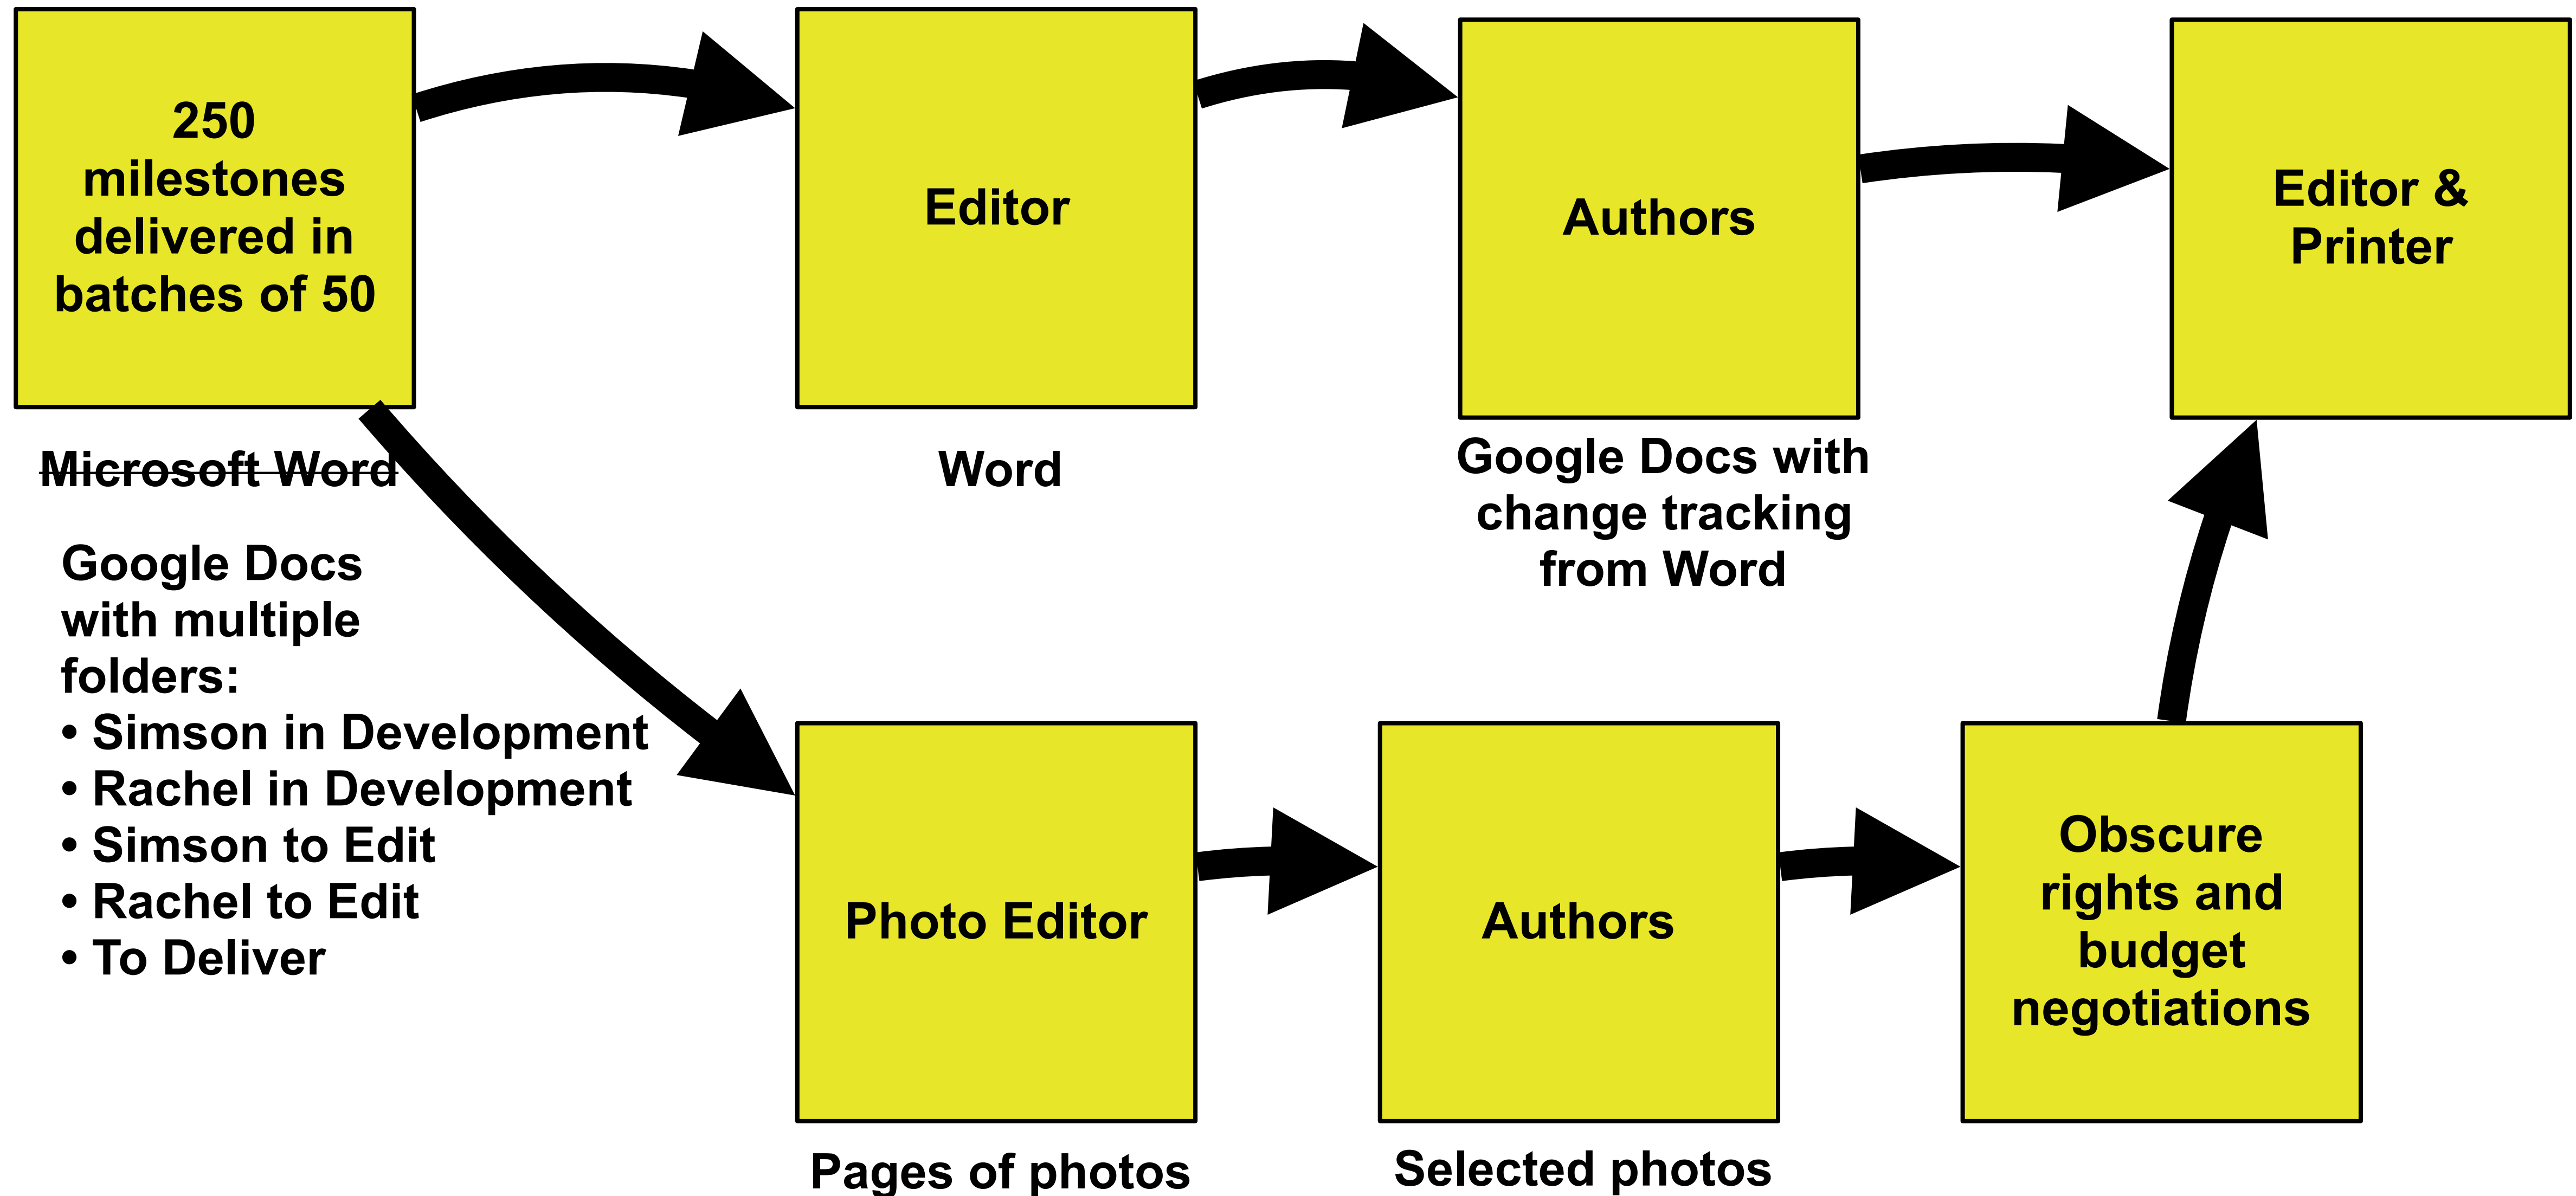 250
milestones
delivered in
batches of 50
Editor
Authors
Editor &
Printer
Microsoft Word
Word
Google Docs with
change tracking
from Word
Google Docs
with multiple
folders:
• Simson in Development
• Rachel in Development
• Simson to Edit
• Rachel to Edit
• To Deliver
Photo Editor
Authors
Obscure
rights and
budget
negotiations
Pages of photos
Selected photos